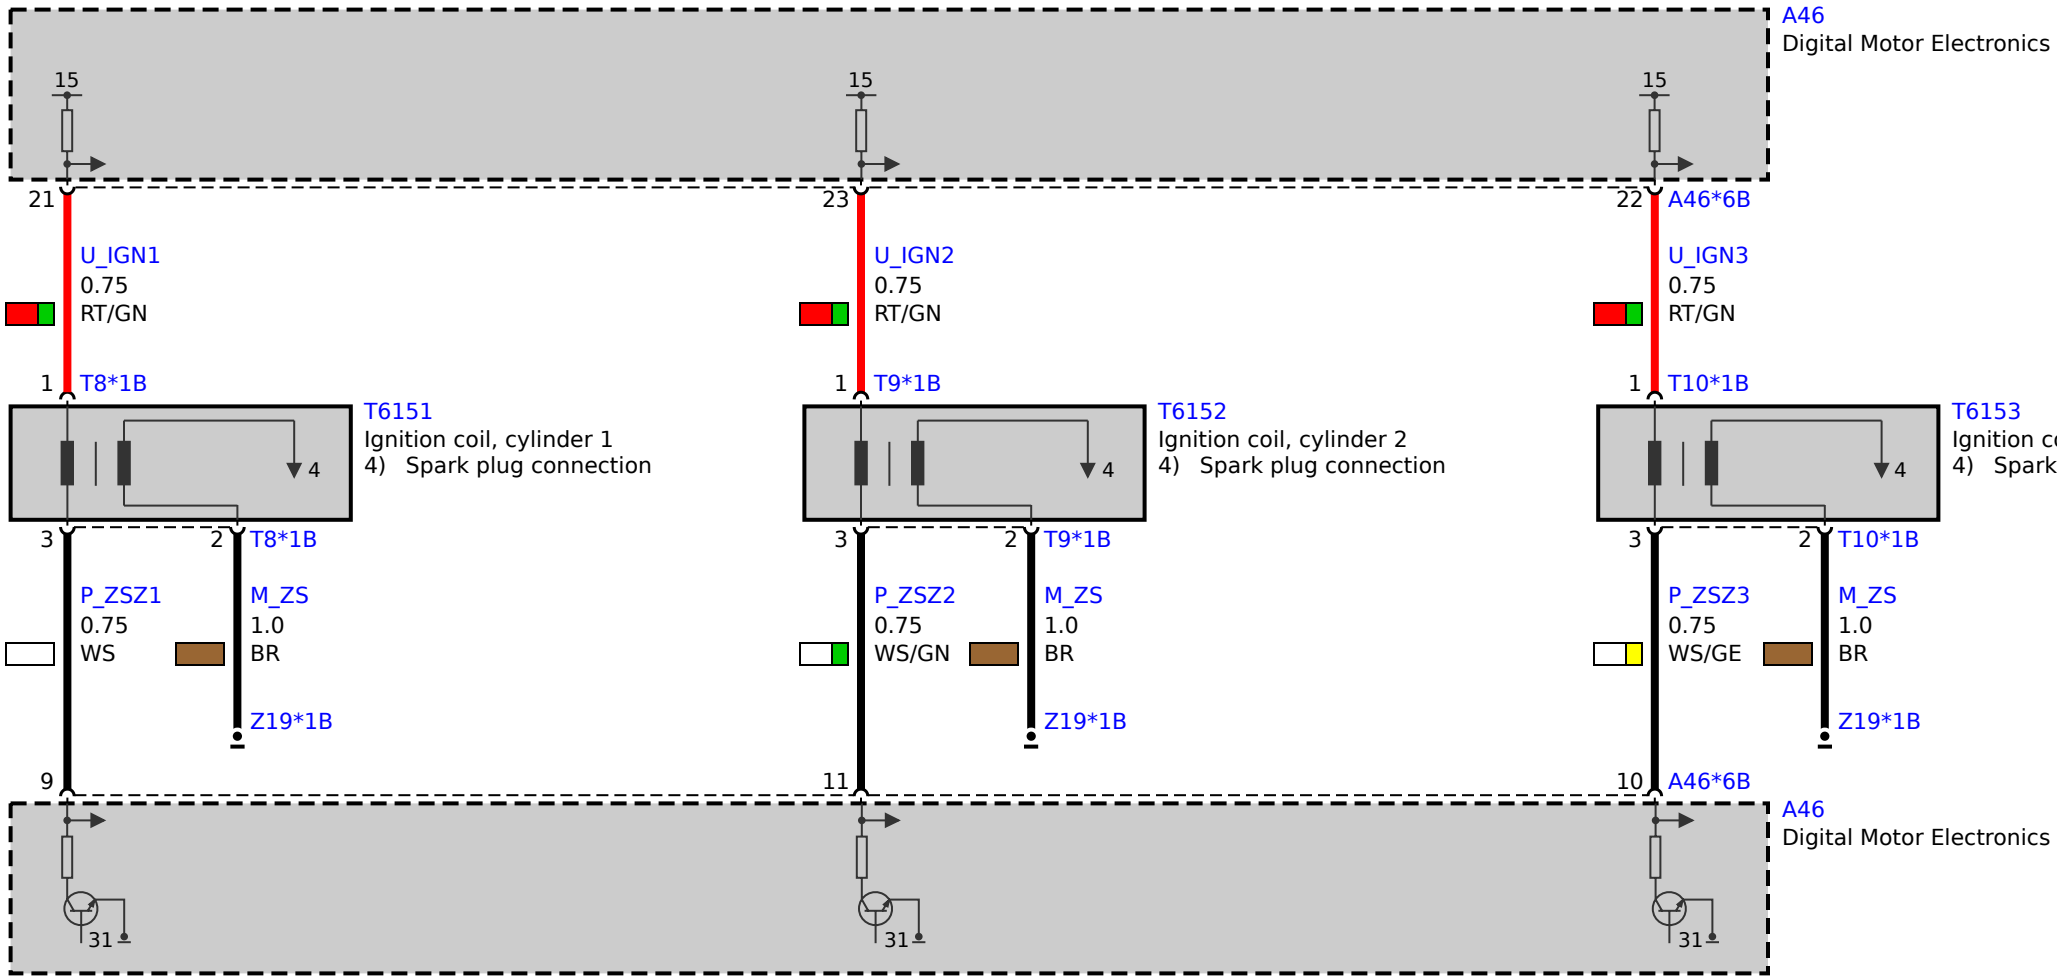 A46
Digital Motor Electronics
15
15
15
21
23
22
A46*6B
U_IGN1
0.75
RT/GN
U_IGN2
0.75
RT/GN
U_IGN3
0.75
RT/GN
1
T8*1B
1
T9*1B
1
T10*1B
T6151
Ignition coil, cylinder 1
4) Spark plug connection
4
T6152
Ignition coil, cylinder 2
4) Spark plug connection
4
T6153
Ignition
4) Spark
4
3
2
T8*1B
3
2
T9*1B
3
2
T10*1B
P_ZSZ1
0.75
WS
M_ZS
1.0
BR
P_ZSZ2
0.75
WS/GN
M_ZS
1.0
BR
P_ZSZ3
0.75
WS/GE
M_ZS
1.0
BR
Z19*1B
Z19*1B
Z19*1B
9
11
10
A46*6B
A46
Digital Motor Electronics
31
31
31